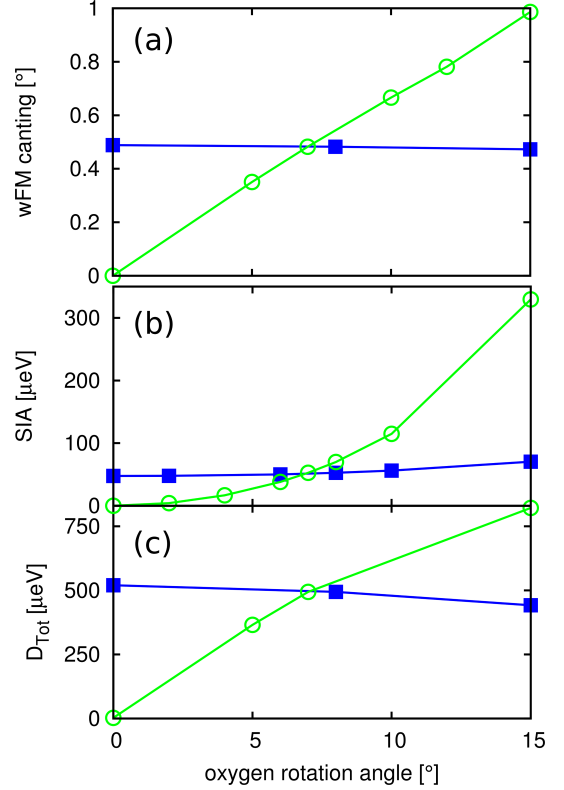 1
(a)
0.8
0.6
wFM canting [°]
0.4
0.2
0
(b)
300
SIA [μeV]
200
100
0
(c)
750
D_Tot [μeV]
500
250
0
0 5 10 15
oxygen rotation angle [°]